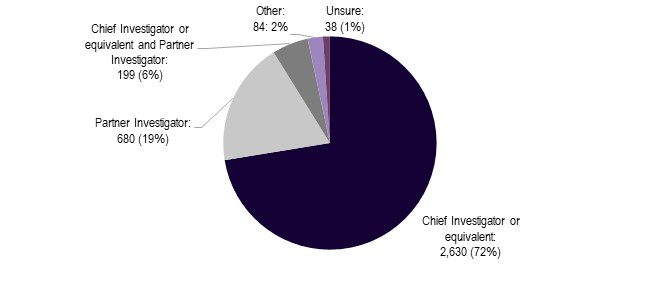 Other:
84: 2%
Unsure:
38 (1%)
Chief Investigator or
equivalent and Partner
Investigator:
199 (6%)
Partner Investigator:
680 (19%)
Chief Investigator or
equivalent:
2,630 (72%)